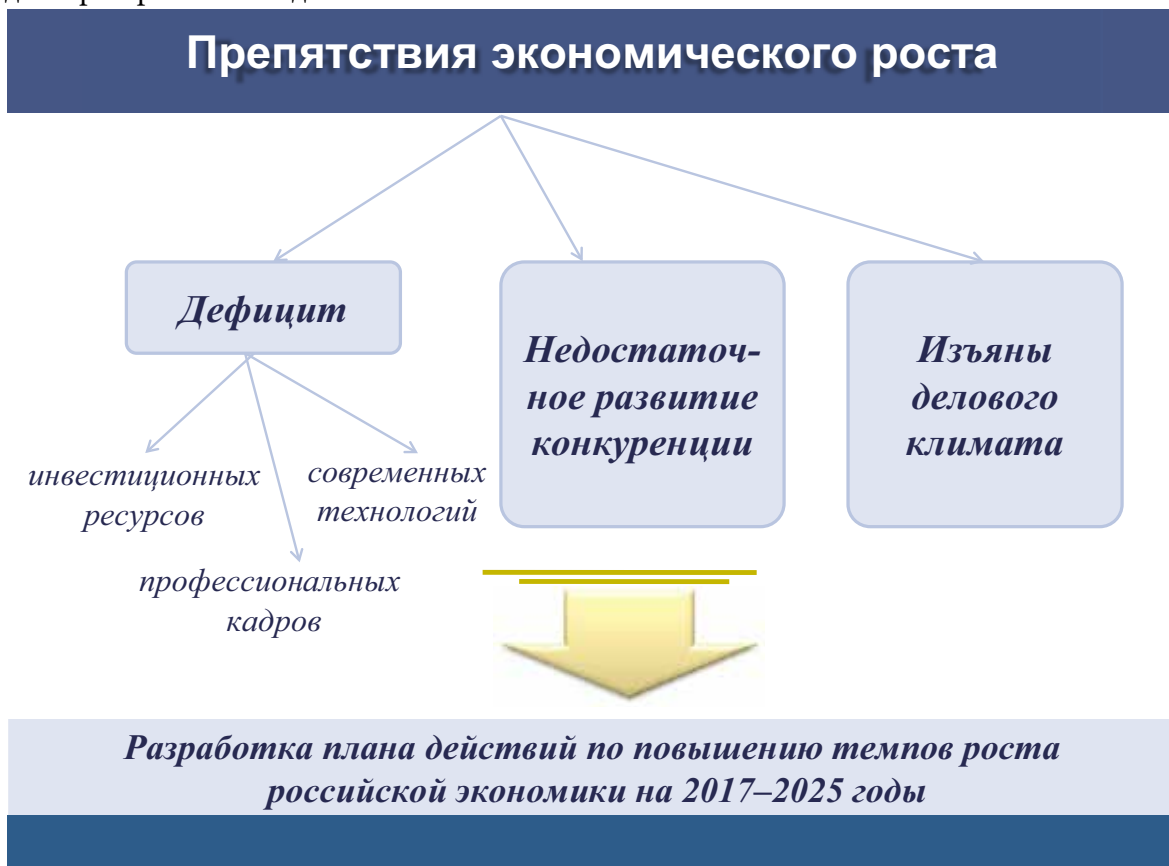 Препятствия экономического роста
Дефицит
инвестиционных
ресурсов
современных
технологий
профессиональных
кадров
Недостаточ-
ное развитие
конкуренции
Изъяны
делового
климата
Разработка плана действий по повышению темпов роста
российской экономики на 2017–2025 годы